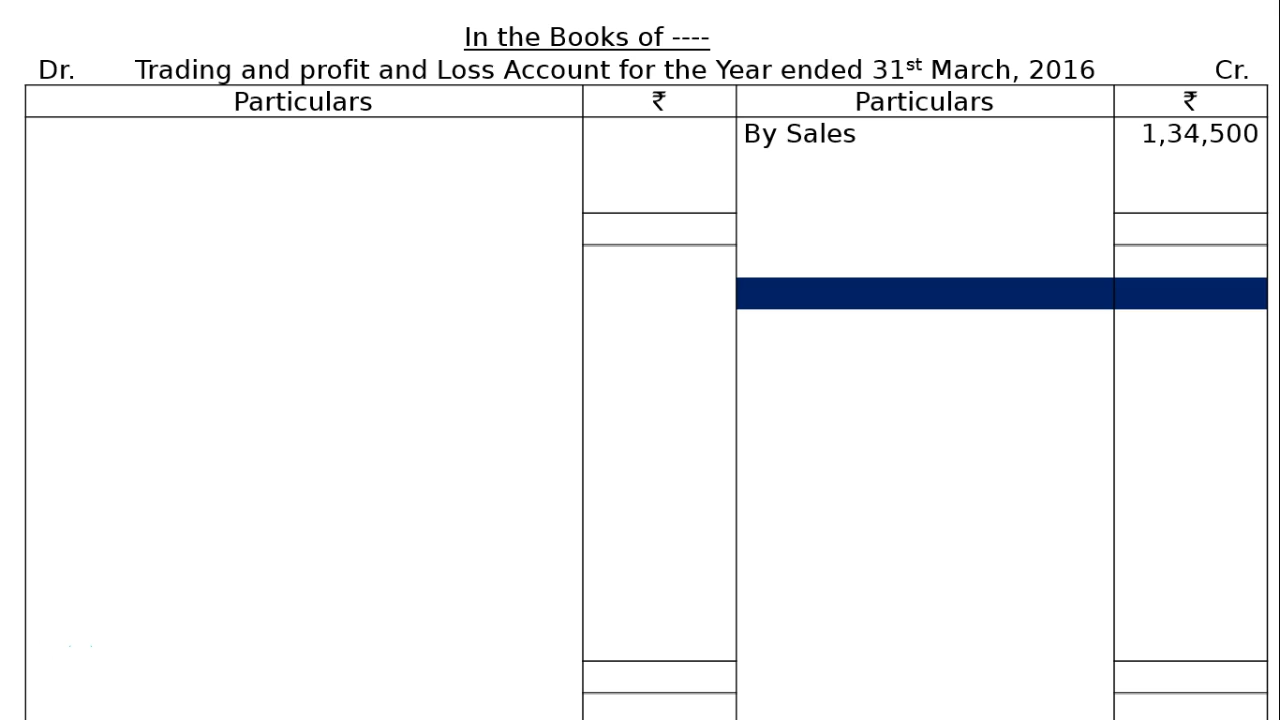 In the Books of ----
Dr. Trading and profit and Loss Account for the Year ended 31st March, 2016 Cr.
Particulars ₹ Particulars ₹
By Sales 1,34,500